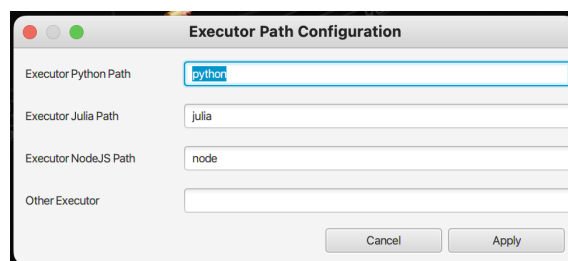 Executor Path Configuration
Executor Python Path python
Executor Julia Path julia
Executor NodeJS Path node
Other Executor
Cancel Apply